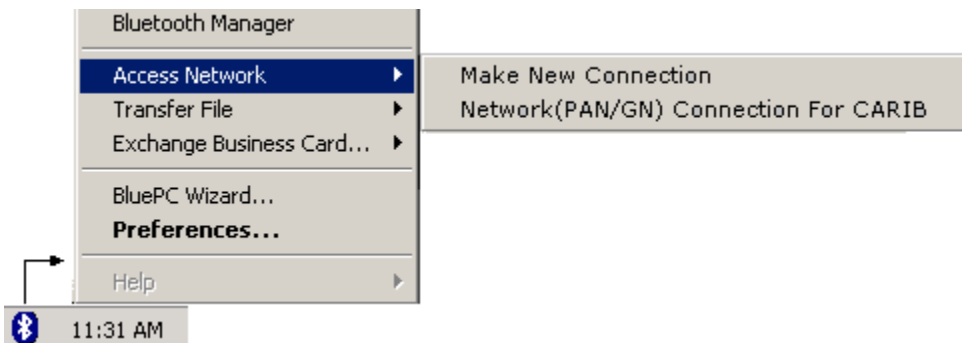 Bluetooth Manager
Access Network
Make New Connection
Network(PAN/GN) Connection For CARIB
Transfer File
Exchange Business Card...
BluePC Wizard...
Preferences...
Help
11:31 AM